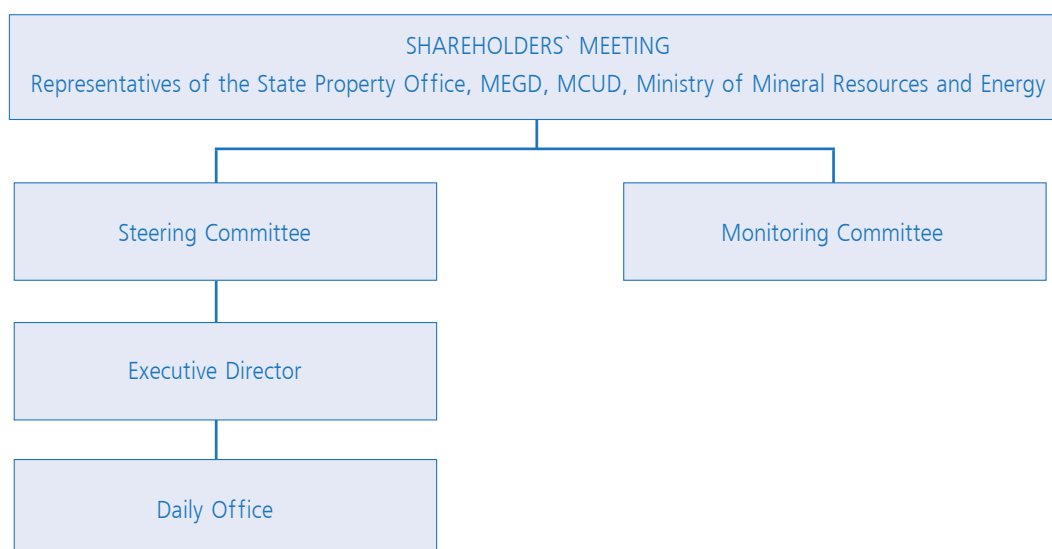 SHAREHOLDERS` MEETING
Representatives of the State Property Office, MEGD, MCUD, Ministry of Mineral Resources and Energy
Steering Committee
Monitoring Committee
Executive Director
Daily Office